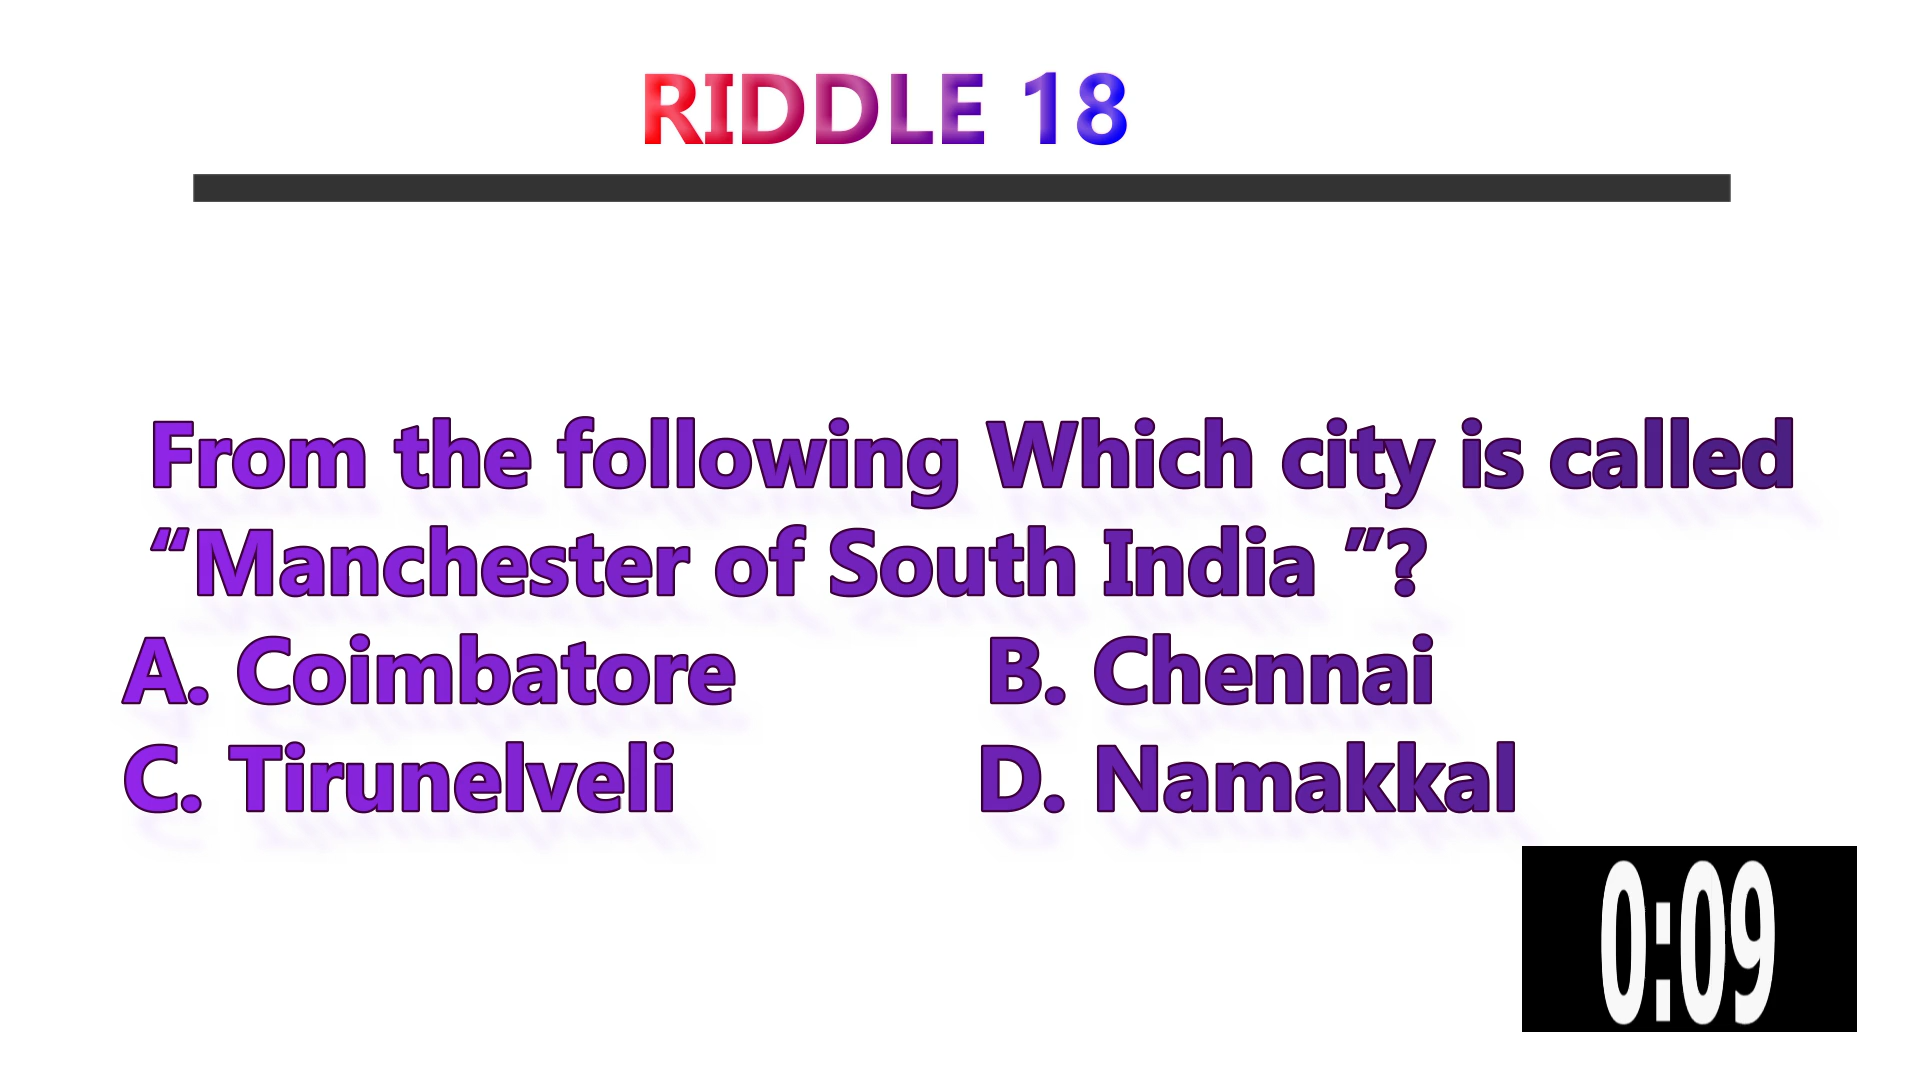 RIDDLE 18
From the following Which city is called
“Manchester of South India ”?
A. Coimbatore B. Chennai
C. Tirunelveli D. Namakkal
0:09